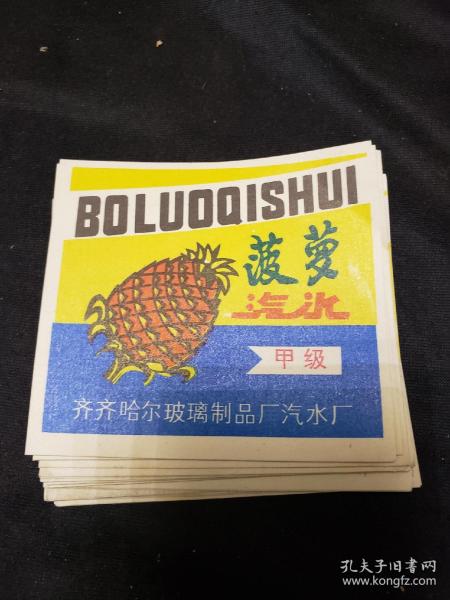 BOLUOQISHUI
菠萝
汽水
甲级
齐齐哈尔玻璃制品厂汽水厂
孔夫子旧书网
www.kongfz.com